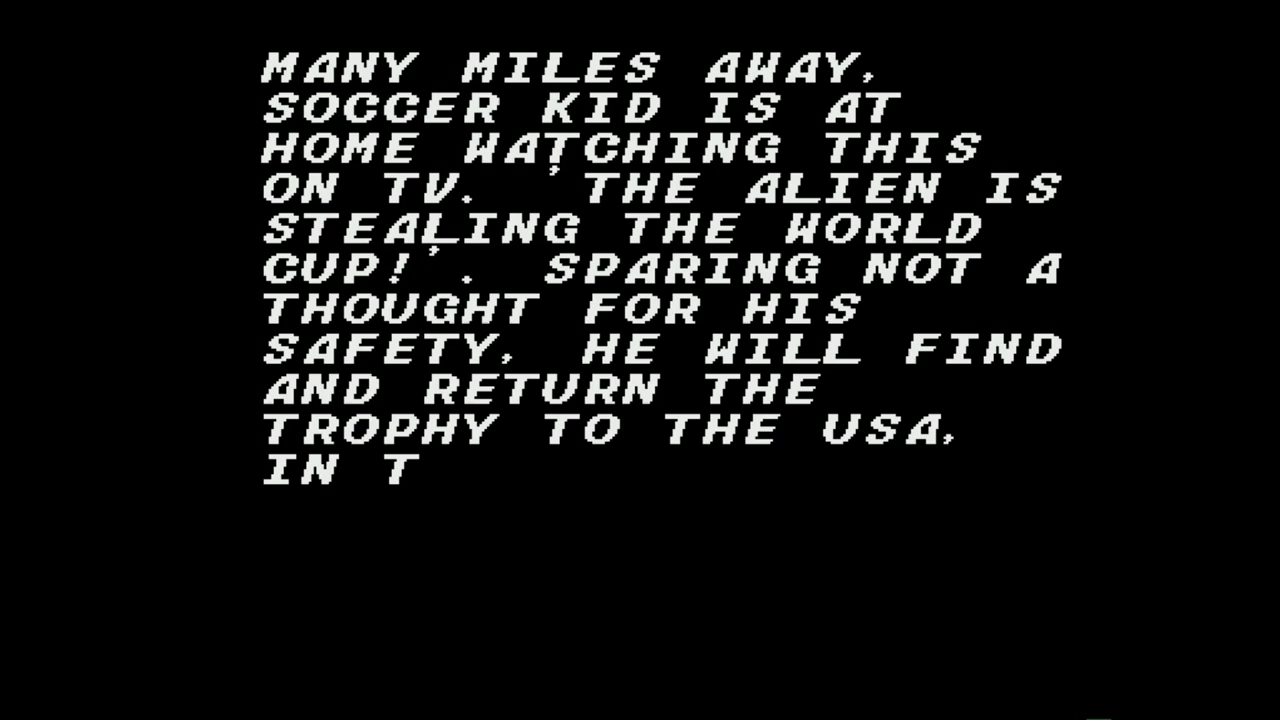 MANY MILES AWAY,
SOCCER KID IS AT
HOME WATCHING THIS
ON TV. 'THE ALIEN IS
STEALING THE WORLD
CUP!'. SPARING NOT A
THOUGHT FOR HIS
SAFETY, HE WILL FIND
AND RETURN THE
TROPHY TO THE USA,
IN T